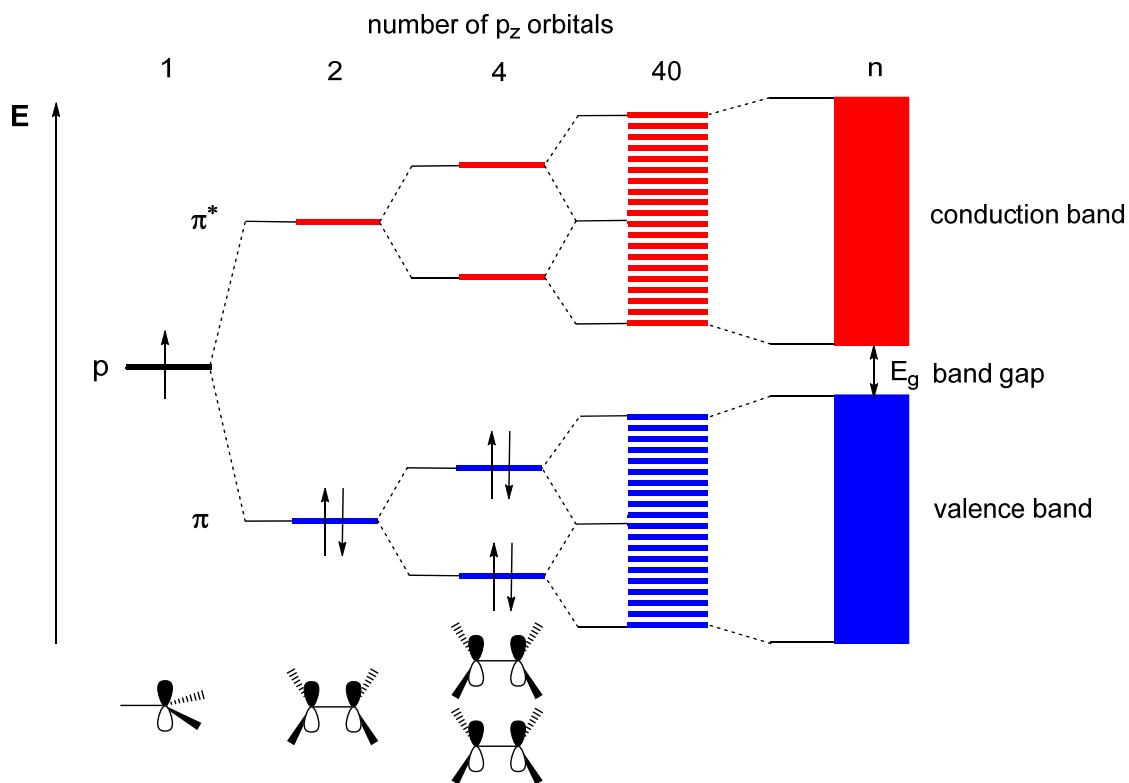 number of pz orbitals
1 2 4 40 n
E
π*
conduction band
p
Eg band gap
π
valence band